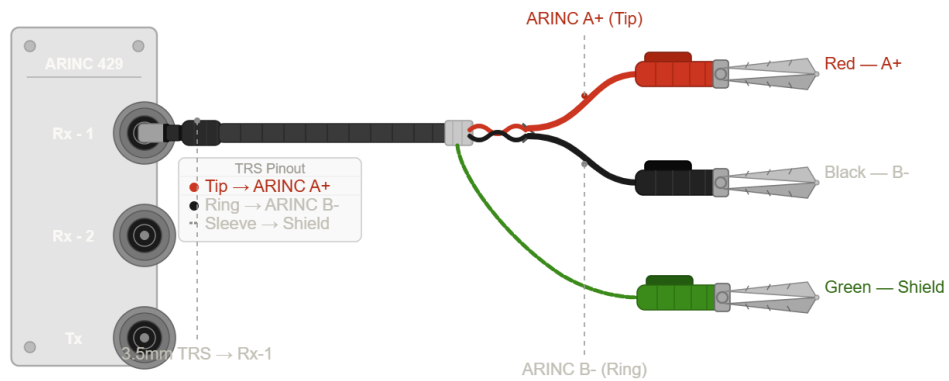 ARINC A+ (Tip)
ARINC 429
Red — A+
Rx - 1
TRS Pinout
Tip → ARINC A+
Ring → ARINC B-
Sleeve → Shield
Black — B-
Rx - 2
Green — Shield
Tx
3.5mm TRS → Rx-1
ARINC B- (Ring)